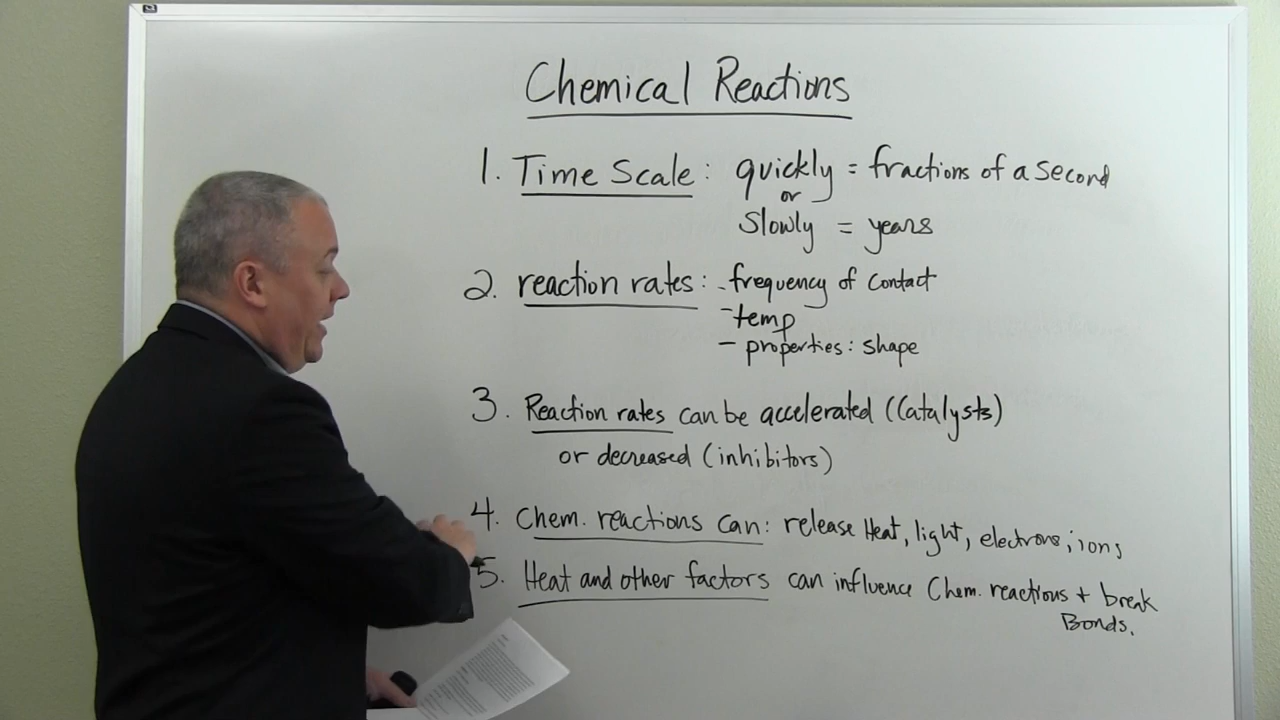 Chemical Reactions
1. Time Scale: quickly = fractions of a second
or
Slowly = years
2. reaction rates: - frequency of contact
- temp
- properties: shape
3. Reaction rates can be accelerated (Catalysts)
or decreased (inhibitors)
4. Chem. reactions can: release Heat, light, electrons, ions
5. Heat and other factors can influence Chem. reactions + break
Bonds.